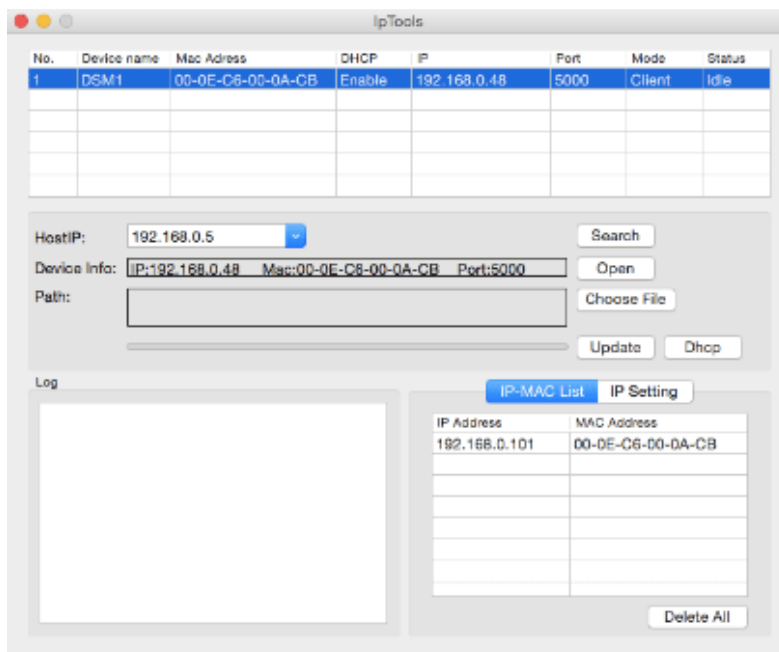 IpTools
No. Device name Mac Adress DHCP IP Port Mode Status
1 DSM1 00-0E-C6-00-0A-CB Enable 192.168.0.48 5000 Client Idle
HostIP: 192.168.0.5 Search
Device Info: IP:192.168.0.48 Mac:00-0E-C6-00-0A-CB Port:5000 Open
Path: Choose File
Update Dhcp
Log
IP-MAC List IP Setting
IP Address MAC Address
192.168.0.101 00-0E-C6-00-0A-CB
Delete All